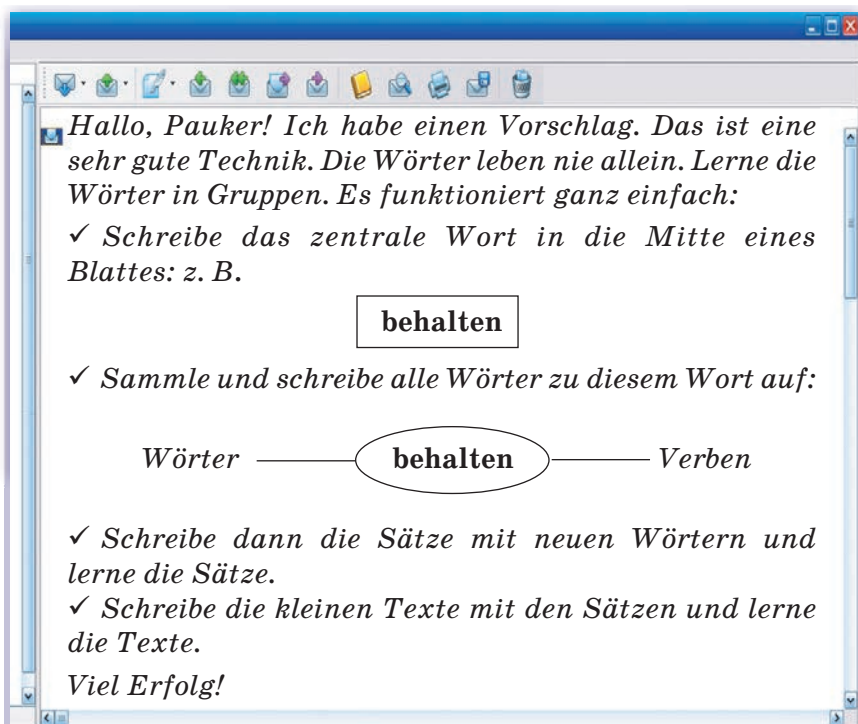 Hallo, Pauker! Ich habe einen Vorschlag. Das ist eine
sehr gute Technik. Die Wörter leben nie allein. Lerne die
Wörter in Gruppen. Es funktioniert ganz einfach:
✓ Schreibe das zentrale Wort in die Mitte eines
Blattes: z. B.
behalten
✓ Sammle und schreibe alle Wörter zu diesem Wort auf:
Wörter behalten Verben
✓ Schreibe dann die Sätze mit neuen Wörtern und
lerne die Sätze.
✓ Schreibe die kleinen Texte mit den Sätzen und lerne
die Texte.
Viel Erfolg!